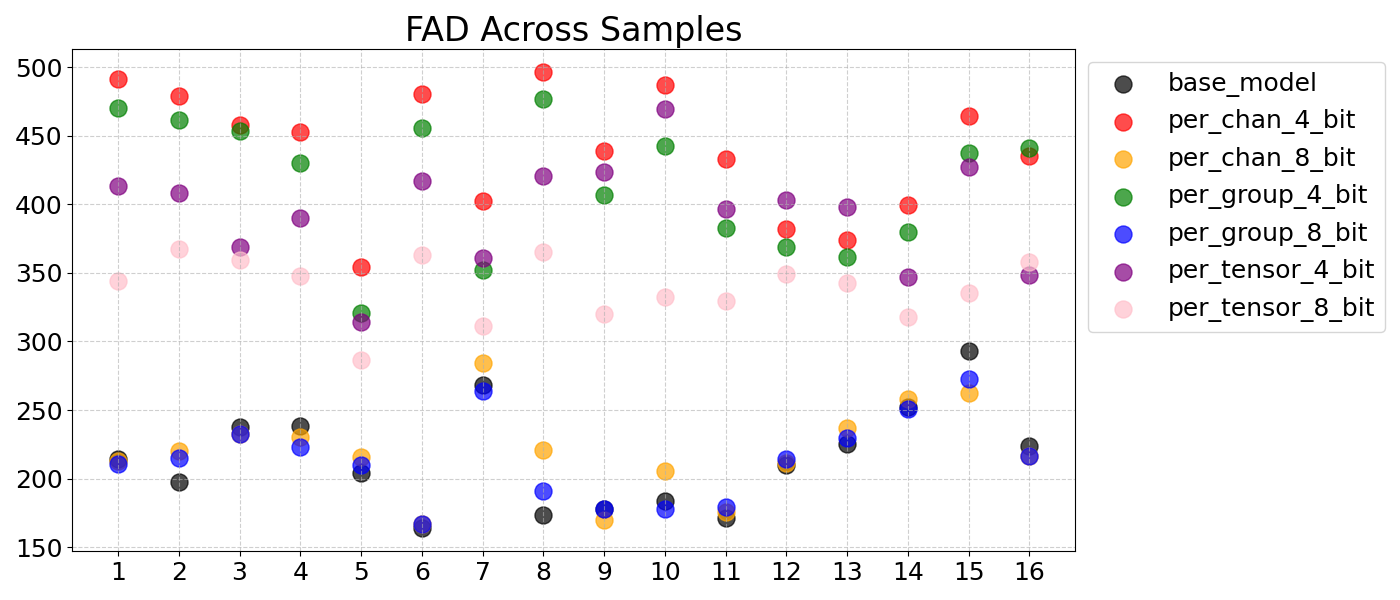 FAD Across Samples
500
450
400
350
300
250
200
150
1 2 3 4 5 6 7 8 9 10 11 12 13 14 15 16
base_model
per_chan_4_bit
per_chan_8_bit
per_group_4_bit
per_group_8_bit
per_tensor_4_bit
per_tensor_8_bit